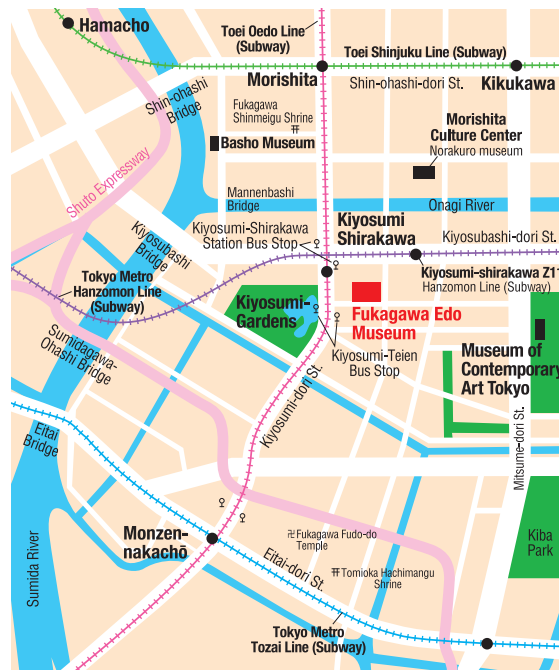 Toei Oedo Line
(Subway)
Hamacho
Toei Shinjuku Line (Subway)
Morishita
Shin-ohashi-dori St.
Kikukawa
Shin-ohashi
Bridge
Fukagawa
Shinmeigu Shrine
Basho Museum
Morishita
Culture Center
Norakuro museum
Shuto Expressway
Mannenbashi
Bridge
Onagi River
Kiyosubashi
Bridge
Kiyosumi-Shirakawa
Station Bus Stop
Kiyosumi
Shirakawa
Kiyosubashi-dori St.
Tokyo Metro
Hanzomon Line
(Subway)
Kiyosumi-shirakawa Z11
Hanzomon Line (Subway)
Kiyosumi-
Gardens
Fukagawa Edo
Museum
Kiyosumi-Teien
Bus Stop
Sumidagawa-
Ohashi Bridge
Museum of
Contemporary
Art Tokyo
Kiyosumi-dori St.
Mitsume-dori St.
Eitai
Bridge
Sumida River
Monzen-
nakachō
Fukagawa Fudo-do
Temple
Kiba
Park
Eitai-dori St.
Tomioka Hachimangu
Shrine
Tokyo Metro
Tozai Line (Subway)